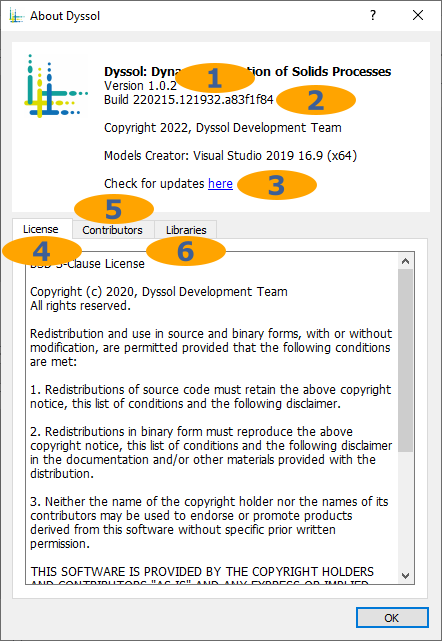 About Dyssol
Dyssol: of Solids Processes
1
Version 1.0.2
Build 220215.121932.a83f1f84
2
Copyright 2022, Dyssol Development Team
Models Creator: Visual Studio 2019 16.9 (x64)
Check for updates here
3
5
License Contributors Libraries
4 6
3-Clause License
Copyright (c) 2020, Dyssol Development Team
All rights reserved.
Redistribution and use in source and binary forms, with or without
modification, are permitted provided that the following conditions
are met:
1. Redistributions of source code must retain the above copyright
notice, this list of conditions and the following disclaimer.
2. Redistributions in binary form must reproduce the above
copyright notice, this list of conditions and the following disclaimer
in the documentation and/or other materials provided with the
distribution.
3. Neither the name of the copyright holder nor the names of its
contributors may be used to endorse or promote products
derived from this software without specific prior written
permission.
THIS SOFTWARE IS PROVIDED BY THE COPYRIGHT HOLDERS
AND CONTRIBUTORS "AS IS" AND ANY EXPRESS OR IMPLIED
OK